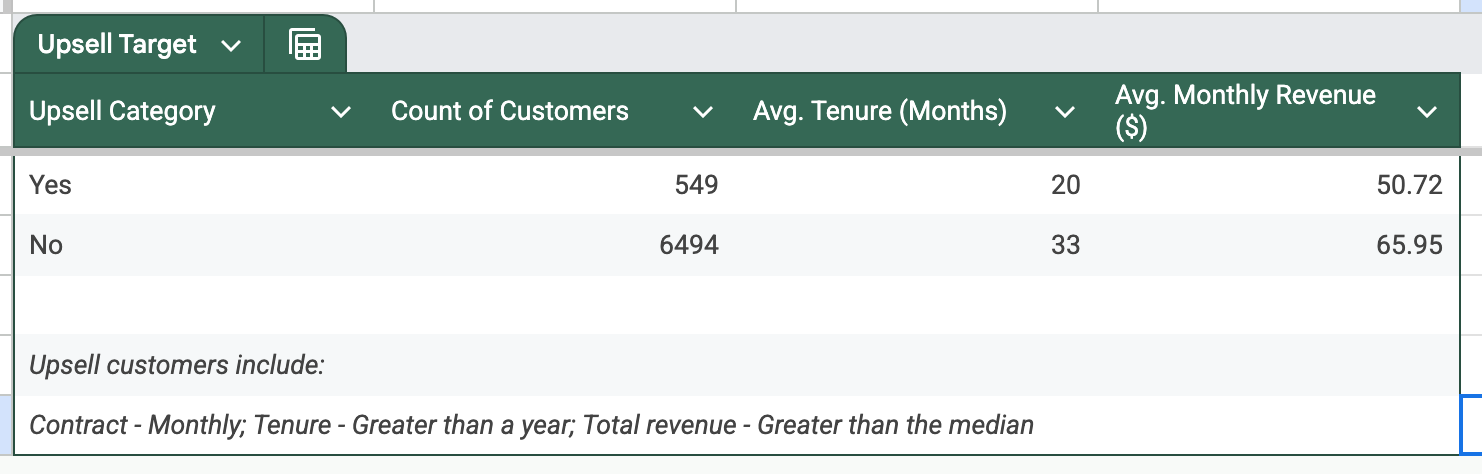 Upsell Target
Upsell Category Count of Customers Avg. Tenure (Months) Avg. Monthly Revenue ($)
Yes 549 20 50.72
No 6494 33 65.95
Upsell customers include:
Contract - Monthly; Tenure - Greater than a year; Total revenue - Greater than the median